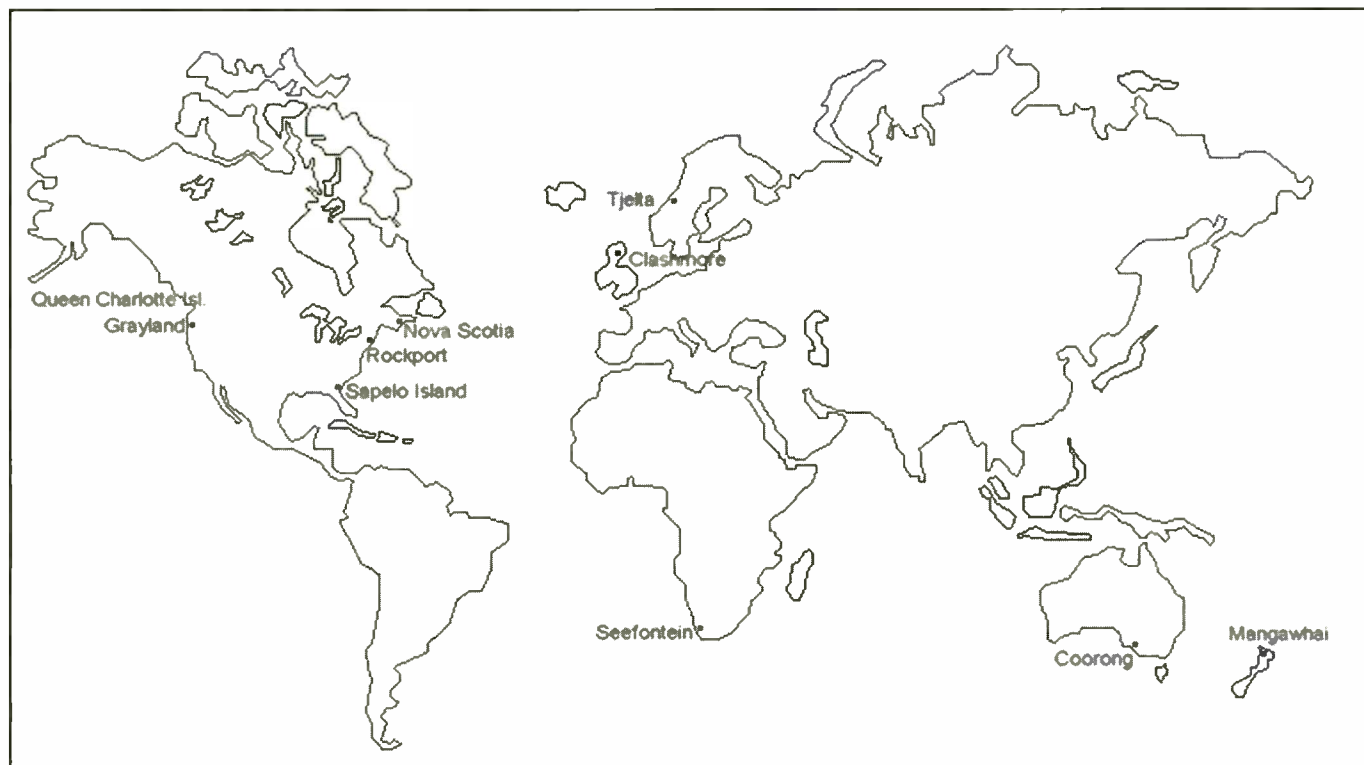 Tjelta
Clashmore
Queen Charlotte Isl.
Grayland
Nova Scotia
Rockport
Sapelo Island
Seefontein
Mangawhai
Coorong